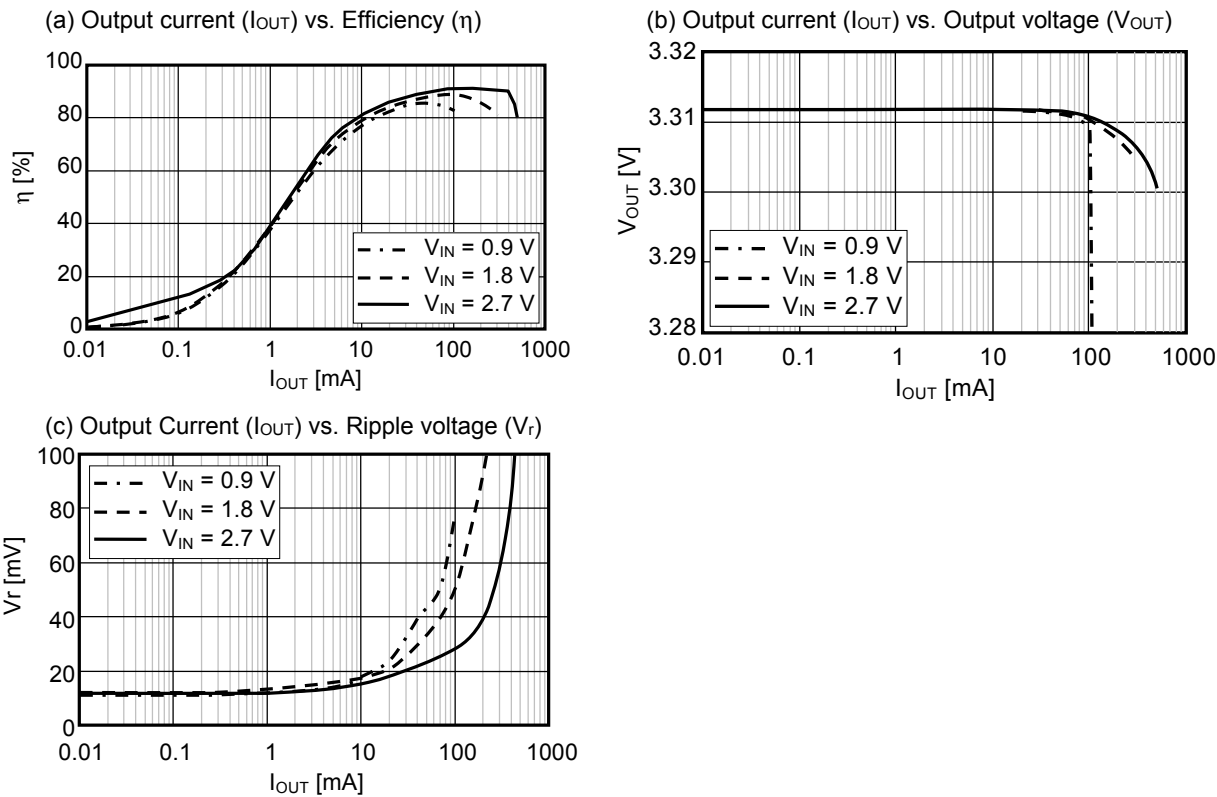 (a) Output current (IOUT) vs. Efficiency (η)
100
80
60
40
20
0
η [%]
VIN = 0.9 V
VIN = 1.8 V
VIN = 2.7 V
0.01 0.1 1 10 100 1000
IOUT [mA]
(b) Output current (IOUT) vs. Output voltage (VOUT)
3.32
3.31
3.30
3.29
3.28
VOUT [V]
VIN = 0.9 V
VIN = 1.8 V
VIN = 2.7 V
0.01 0.1 1 10 100 1000
IOUT [mA]
(c) Output Current (IOUT) vs. Ripple voltage (Vr)
100
80
60
40
20
0
Vr [mV]
VIN = 0.9 V
VIN = 1.8 V
VIN = 2.7 V
0.01 0.1 1 10 100 1000
IOUT [mA]